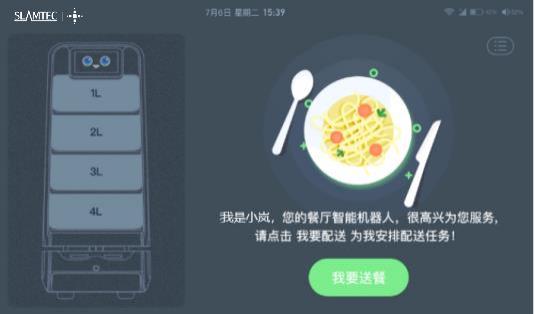 SLAMTEC
7月6日 星期二 15:39
1L
2L
3L
4L
我是小岚，您的餐厅智能机器人，很高兴为您服务，
请点击 我要配送 为我安排配送任务！
我要送餐